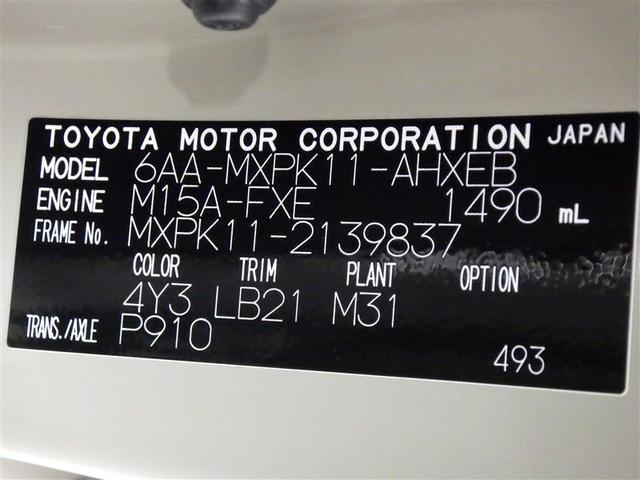 TOYOTA MOTOR CORPORATION JAPAN
MODEL 6AA-MXPK11-AHXEB
ENGINE M15A-FXE 1490 mL
FRAME No. MXPK11-2139837
COLOR TRIM PLANT OPTION
4Y3 LB21 M31
TRANS./AXLE P910
493